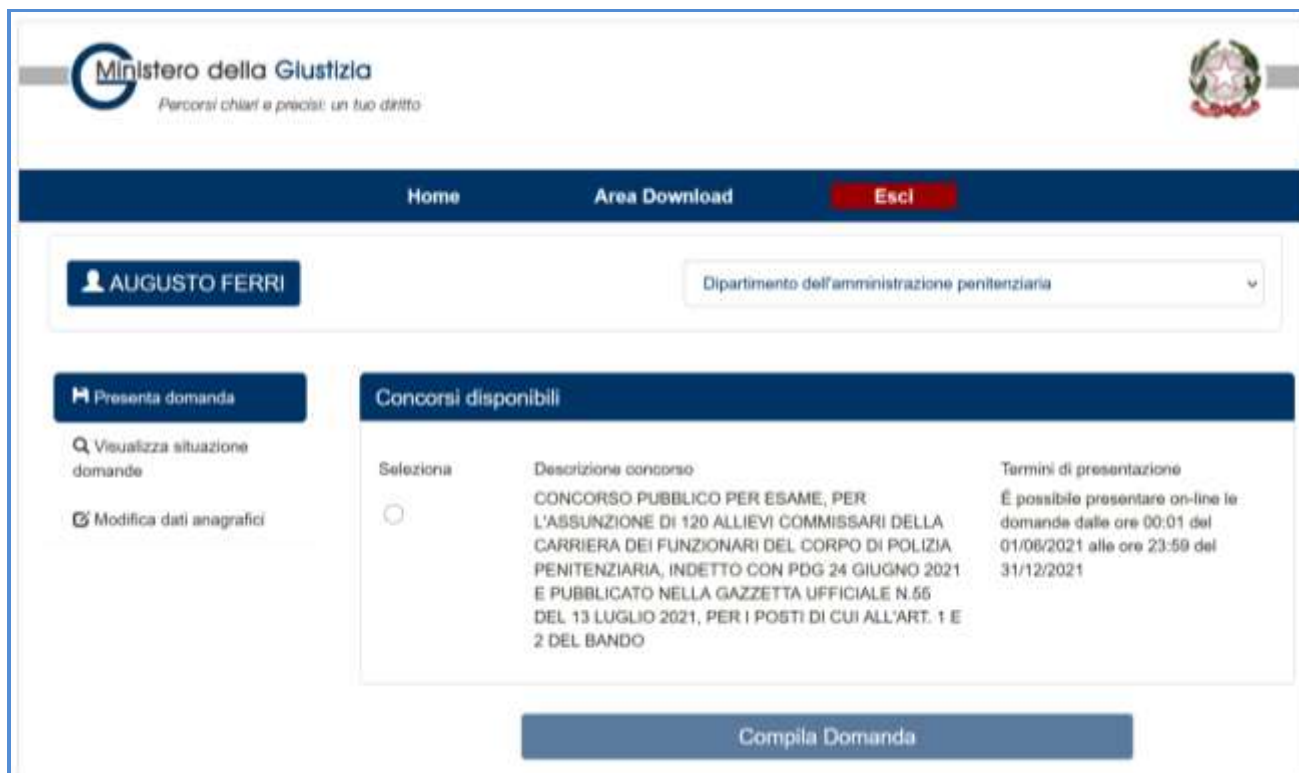 Ministero della Giustizia
Percorsi chiari e precisi: un tuo diritto
Home Area Download Esci
AUGUSTO FERRI
Dipartimento dell'amministrazione penitenziaria
Presenta domanda
Visualizza situazione
domande
Modifica dati anagrafici
Concorsi disponibili
Seleziona
Descrizione concorso
CONCORSO PUBBLICO PER ESAME, PER
L'ASSUNZIONE DI 120 ALLIEVI COMMISSARI DELLA
CARRIERA DEI FUNZIONARI DEL CORPO DI POLIZIA
PENITENZIARIA, INDETTO CON PDG 24 GIUGNO 2021
E PUBBLICATO NELLA GAZZETTA UFFICIALE N.55
DEL 13 LUGLIO 2021, PER I POSTI DI CUI ALL'ART. 1 E
2 DEL BANDO
Termini di presentazione
É possibile presentare on-line le
domande dalle ore 00:01 del
01/06/2021 alle ore 23:59 del
31/12/2021
Compila Domanda